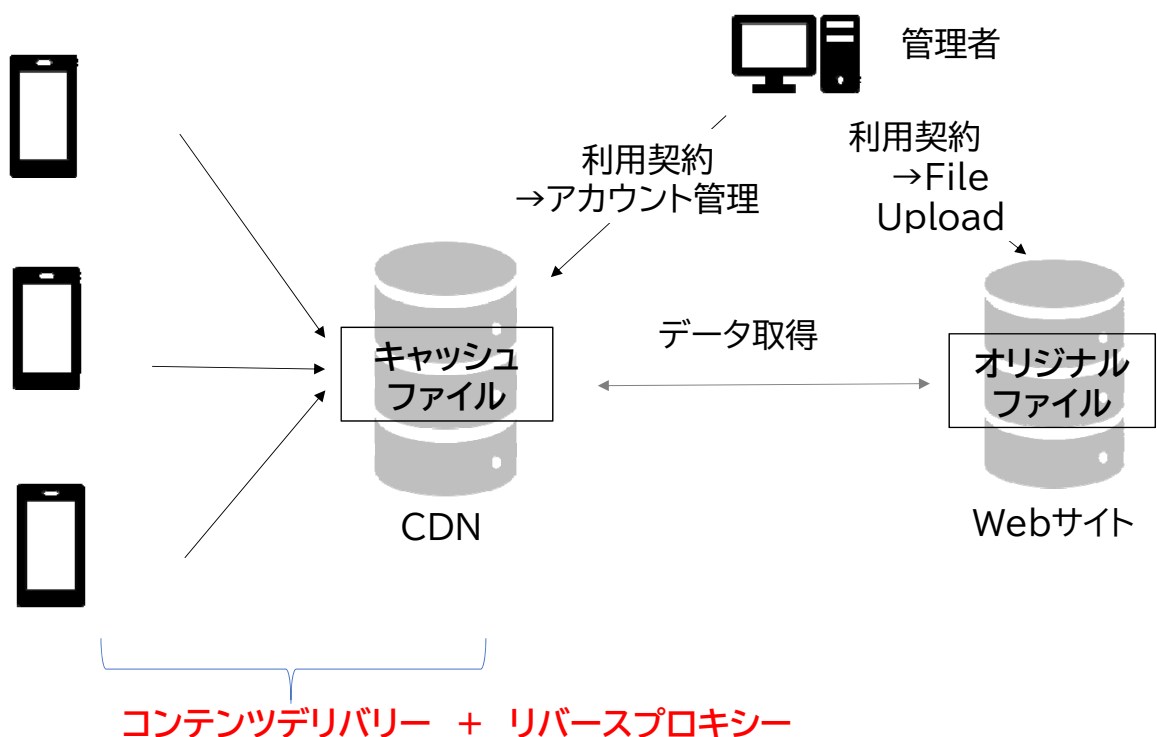 管理者
利用契約
→アカウント管理
利用契約
→File
Upload
キャッシュ
ファイル
データ取得
オリジナル
ファイル
CDN
Webサイト
コンテンツデリバリー + リバースプロキシー